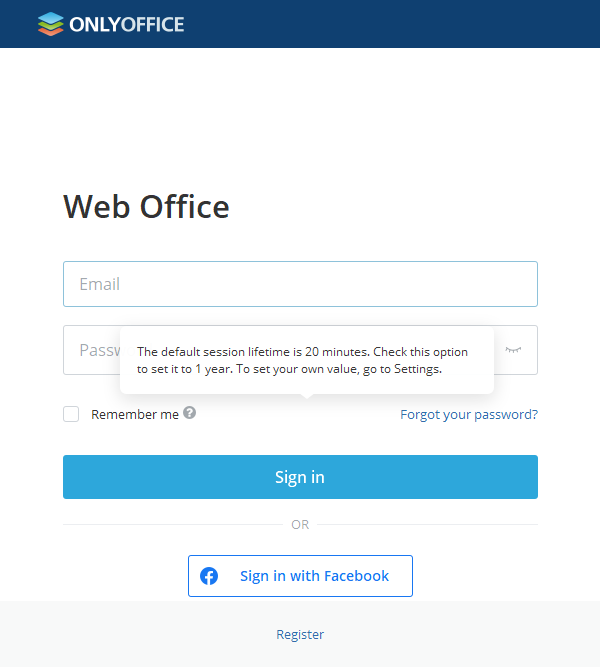 ONLYOFFICE
Web Office
Email
Passw
The default session lifetime is 20 minutes. Check this option
to set it to 1 year. To set your own value, go to Settings.
Remember me ?
Forgot your password?
Sign in
OR
Sign in with Facebook
Register